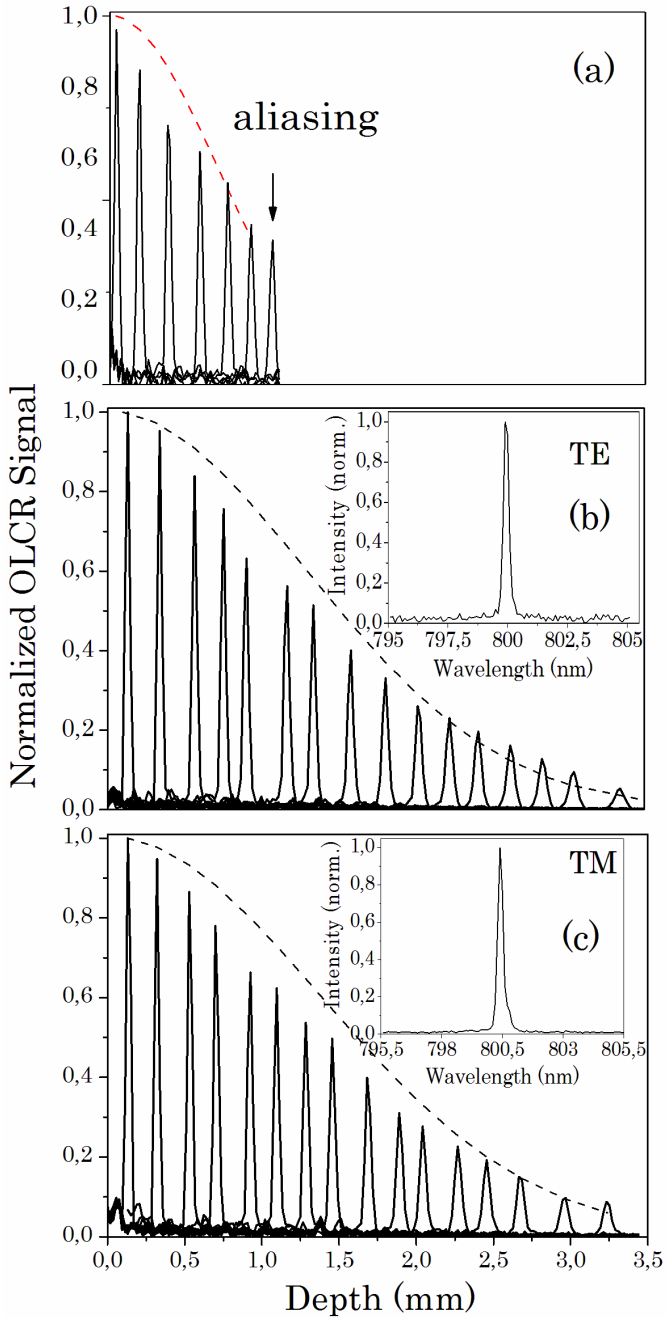 Normalized OLCR Signal
1,0
0,8
0,6
0,4
0,2
0,0
(a)
aliasing
1,0
0,8
0,6
0,4
0,2
0,0
TE
(b)
Intensity (norm.)
1,0
0,8
0,6
0,4
0,2
0,0
795 797,5 800 802,5 805
Wavelength (nm)
1,0
0,8
0,6
0,4
0,2
0,0
TM
(c)
Intensity (norm.)
1,0
0,8
0,6
0,4
0,2
0,0
795,5 798 800,5 803 805,5
Wavelength (nm)
0,0 0,5 1,0 1,5 2,0 2,5 3,0 3,5
Depth (mm)